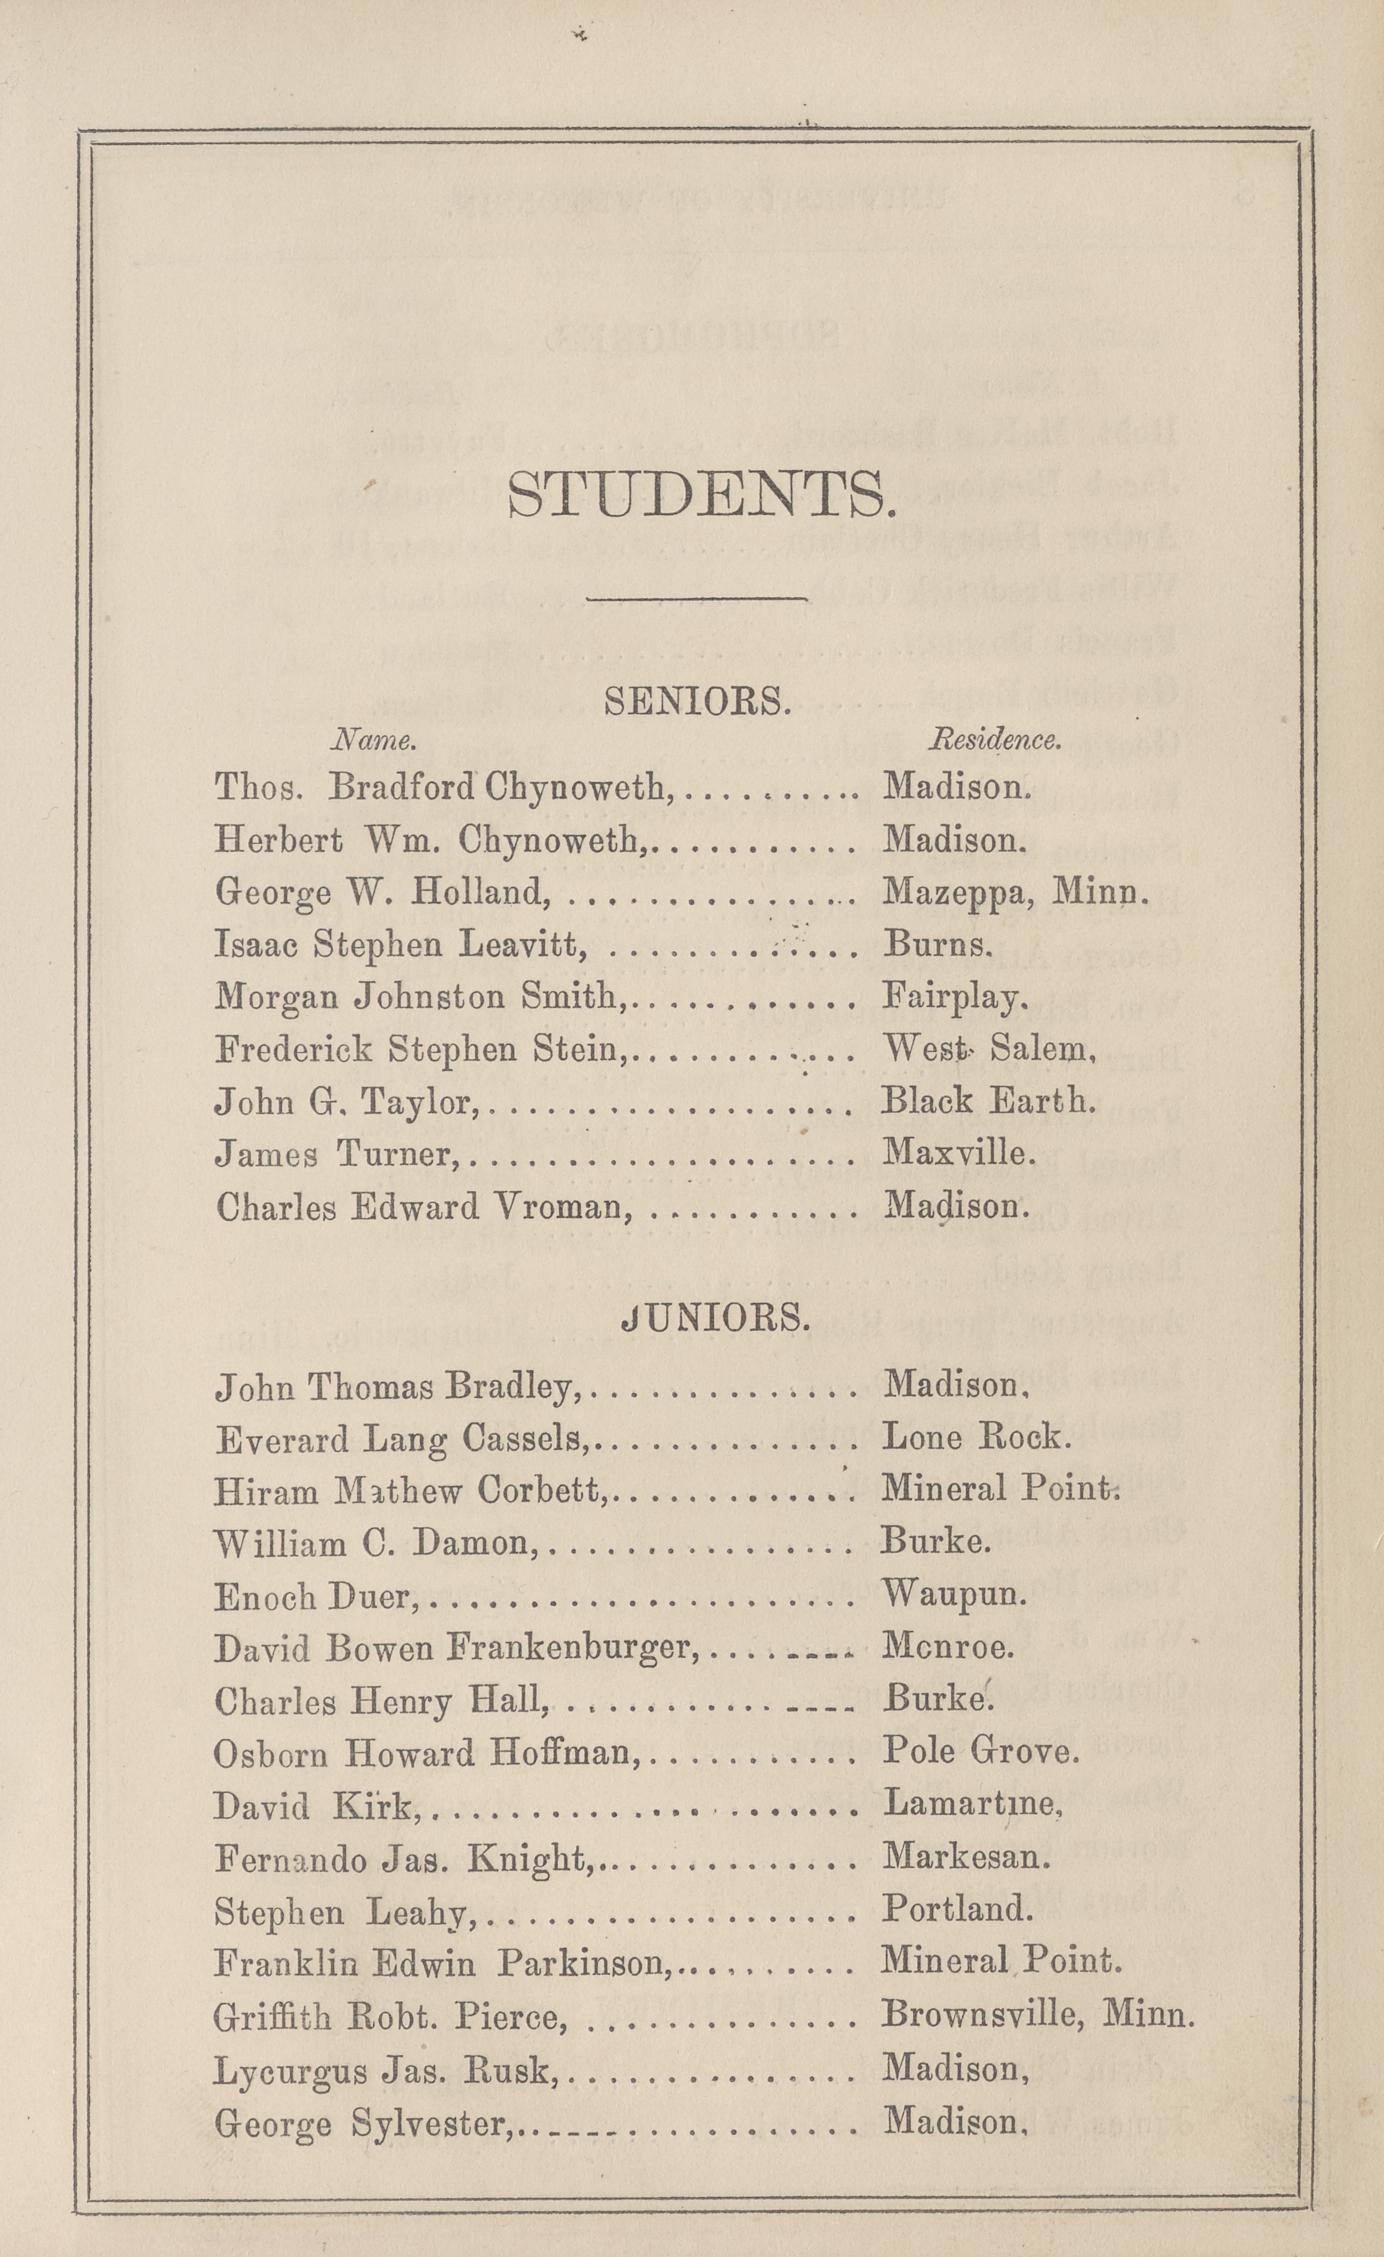 STUDENTS.
SENIORS.
Name. Residence.
Thos. Bradford Chynoweth,.......... Madison.
Herbert Wm. Chynoweth,........... Madison.
George W. Holland, ............... Mazeppa, Minn.
Isaac Stephen Leavitt, ............. Burns.
Morgan Johnston Smith,............ Fairplay.
Frederick Stephen Stein,............ West Salem,
John G. Taylor,................... Black Earth.
James Turner,.................... Maxville.
Charles Edward Vroman, ........... Madison.
JUNIORS.
John Thomas Bradley,.............. Madison,
Everard Lang Cassels,.............. Lone Rock.
Hiram Mathew Corbett,............. Mineral Point.
William C. Damon,................ Burke.
Enoch Duer,...................... Waupun.
David Bowen Frankenburger,....---- Mcnroe.
Charles Henry Hall, ...........---- Burke.
Osborn Howard Hoffman,........... Pole Grove.
David Kirk,...................... Lamartine,
Fernando Jas. Knight,.............. Markesan.
Stephen Leahy,................... Portland.
Franklin Edwin Parkinson,.......... Mineral Point.
Griffith Robt. Pierce, .............. Brownsville, Minn.
Lycurgus Jas. Rusk,............... Madison,
George Sylvester,..----............ Madison,